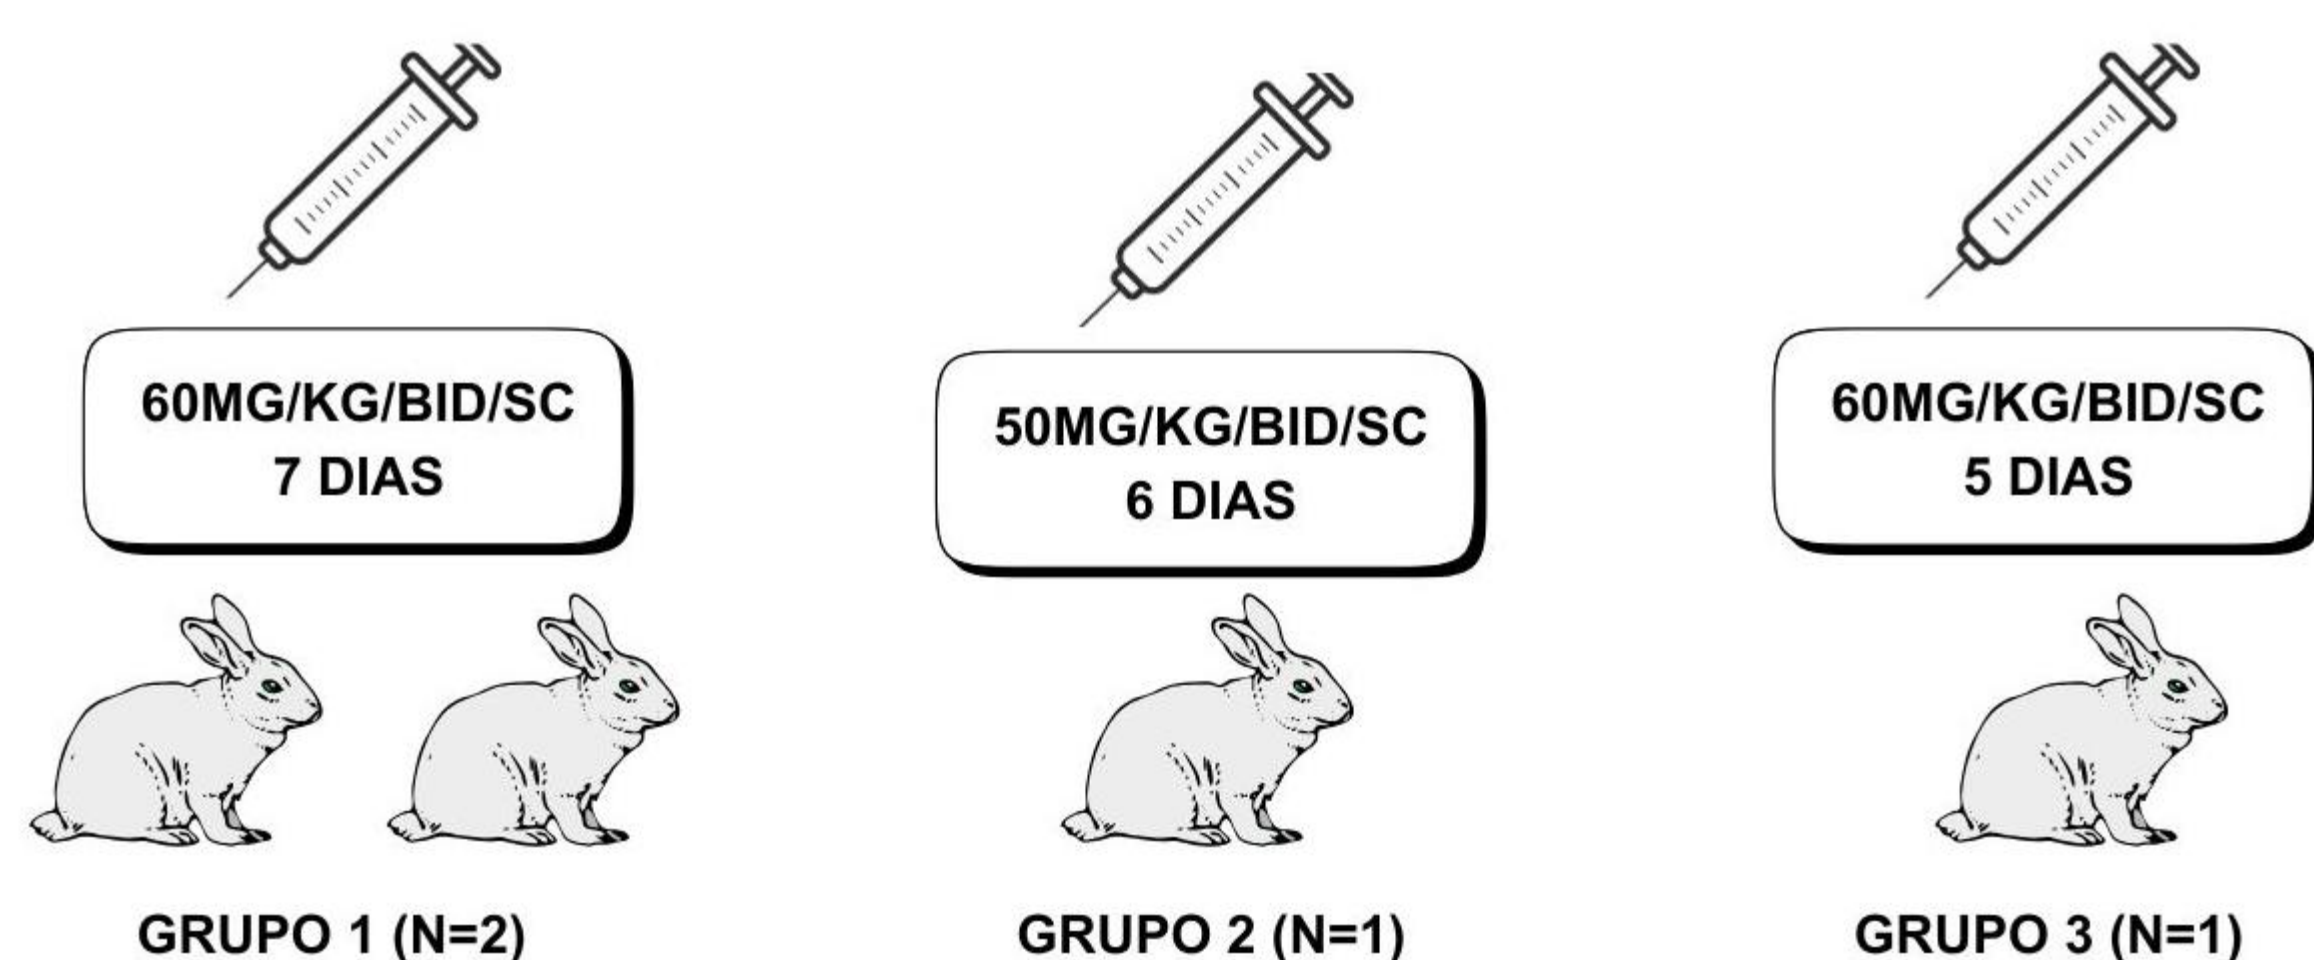 60MG/KG/BID/SC
7 DIAS
50MG/KG/BID/SC
6 DIAS
60MG/KG/BID/SC
5 DIAS
GRUPO 1 (N=2)
GRUPO 2 (N=1)
GRUPO 3 (N=1)